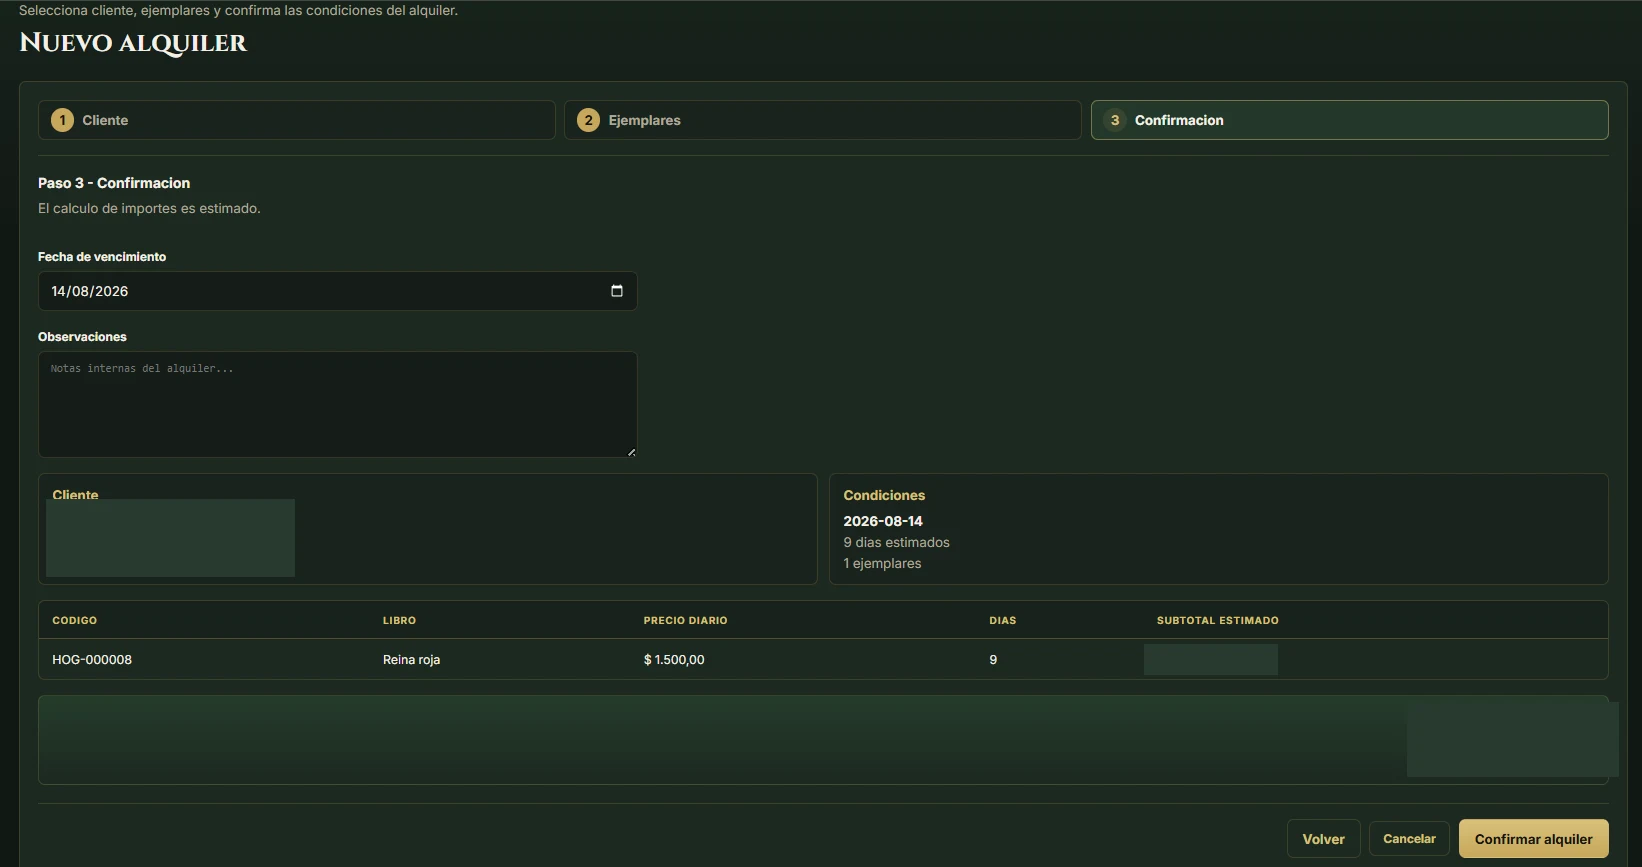 Selecciona cliente, ejemplares y confirma las condiciones del alquiler.
Nuevo alquiler
1 Cliente
2 Ejemplares
3 Confirmacion
Paso 3 - Confirmacion
El calculo de importes es estimado.
Fecha de vencimiento
14/08/2026
Observaciones
Notas internas del alquiler...
Cliente
Condiciones
2026-08-14
9 dias estimados
1 ejemplares
CODIGO LIBRO PRECIO DIARIO DIAS SUBTOTAL ESTIMADO
HOG-000008 Reina roja $ 1.500,00 9
Volver Cancelar Confirmar alquiler